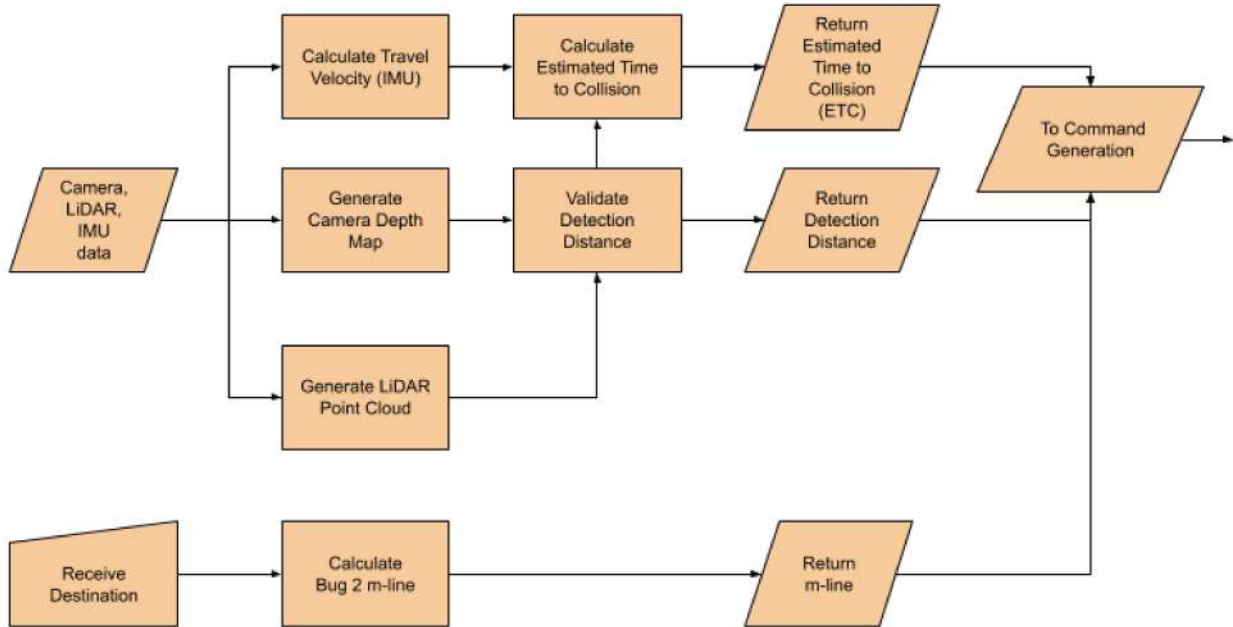 Calculate Travel
Velocity (IMU)
Calculate
Estimated Time
to Collision
Return
Estimated
Time to
Collision
(ETC)
To Command
Generation
Camera,
LiDAR,
IMU
data
Generate
Camera Depth
Map
Validate
Detection
Distance
Return
Detection
Distance
Generate LiDAR
Point Cloud
Receive
Destination
Calculate
Bug 2 m-line
Return
m-line